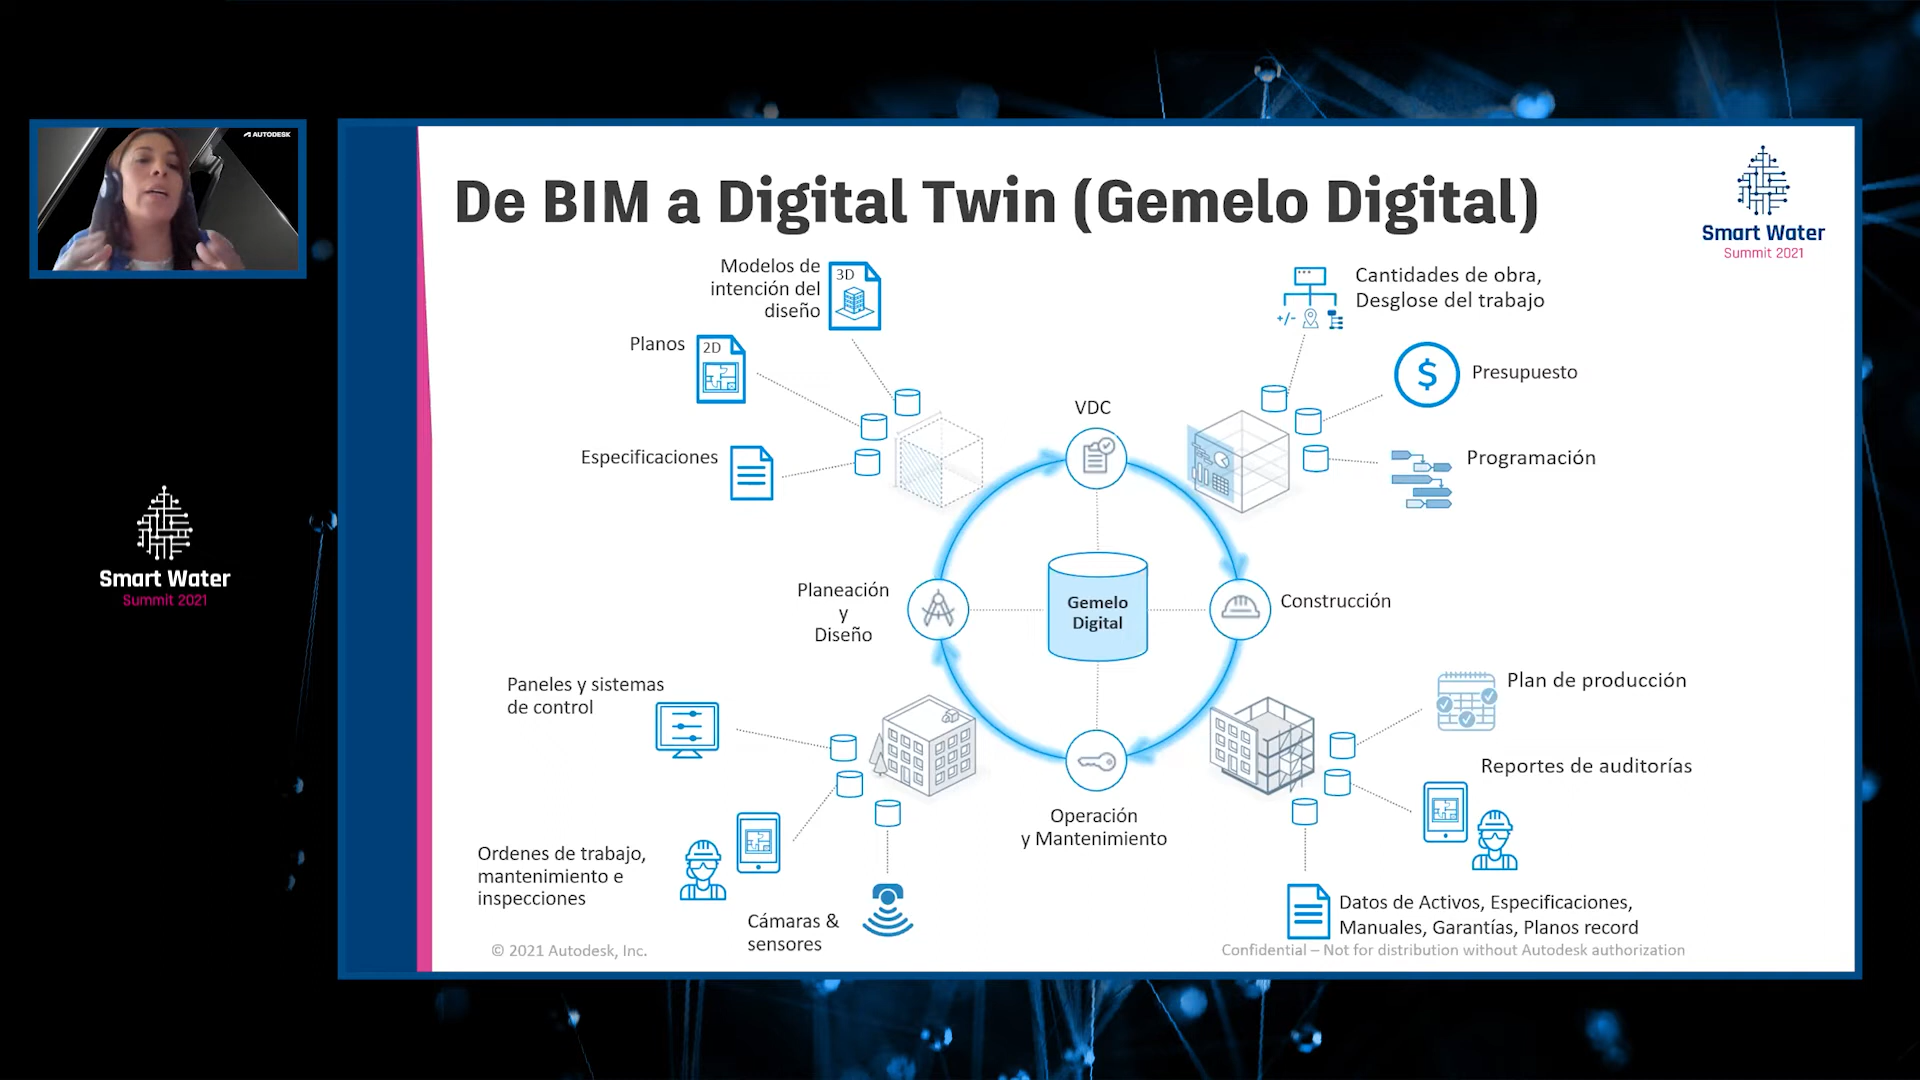 AUTODESK
Smart Water
Summit 2021
De BIM a Digital Twin (Gemelo Digital)
Smart Water
Summit 2021
Modelos de
intención del
diseño
3D
Planos
2D
Especificaciones
VDC
Cantidades de obra,
Desglose del trabajo
+/-
$
Presupuesto
Programación
Planeación
y
Diseño
Gemelo
Digital
Construcción
Paneles y sistemas
de control
Operación
y Mantenimiento
Plan de producción
Reportes de auditorías
Ordenes de trabajo,
mantenimiento e
inspecciones
Cámaras &
sensores
Datos de Activos, Especificaciones,
Manuales, Garantías, Planos record
© 2021 Autodesk, Inc.
Confidential – Not for distribution without Autodesk authorization